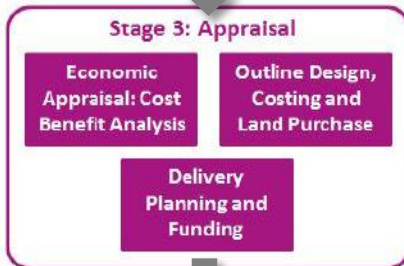 Stage 3: Appraisal
Economic
Appraisal: Cost
Benefit Analysis
Outline Design,
Costing and
Land Purchase
Delivery
Planning and
Funding